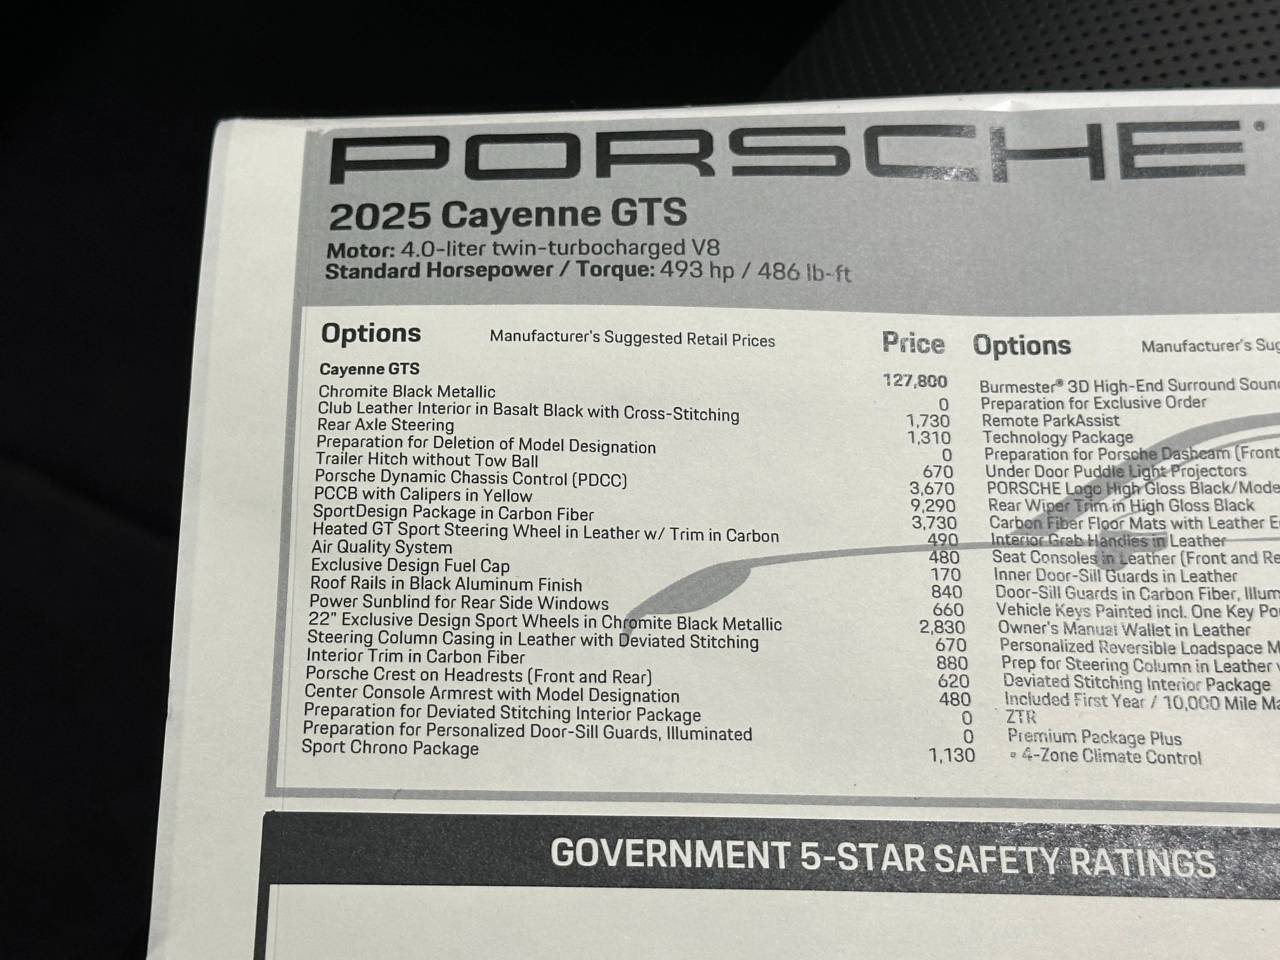 PORSCHE®
2025 Cayenne GTS
Motor: 4.0-liter twin-turbocharged V8
Standard Horsepower / Torque: 493 hp / 486 lb-ft
Options Manufacturer's Suggested Retail Prices Price
Cayenne GTS 127,800
Chromite Black Metallic 0
Club Leather Interior in Basalt Black with Cross-Stitching 1,730
Rear Axle Steering 1,310
Preparation for Deletion of Model Designation 0
Trailer Hitch without Tow Ball 670
Porsche Dynamic Chassis Control (PDCC) 3,670
PCCB with Calipers in Yellow 9,290
SportDesign Package in Carbon Fiber 3,730
Heated GT Sport Steering Wheel in Leather w/ Trim in Carbon 490
Air Quality System 480
Exclusive Design Fuel Cap 170
Roof Rails in Black Aluminum Finish 840
Power Sunblind for Rear Side Windows 660
22" Exclusive Design Sport Wheels in Chromite Black Metallic 2,830
Steering Column Casing in Leather with Deviated Stitching 670
Interior Trim in Carbon Fiber 880
Porsche Crest on Headrests (Front and Rear) 620
Center Console Armrest with Model Designation 480
Preparation for Deviated Stitching Interior Package 0
Preparation for Personalized Door-Sill Guards, Illuminated 0
Sport Chrono Package 1,130
Options Manufacturer's Sug
Burmester® 3D High-End Surround Soun
Preparation for Exclusive Order
Remote ParkAssist
Technology Package
Preparation for Porsche Dashcam (Front
Under Door Puddle Light Projectors
PORSCHE Logo High Gloss Black/Mode
Rear Wiper Trim in High Gloss Black
Carbon Fiber Floor Mats with Leather E
Interior Grab Handles in Leather
Seat Consoles in Leather (Front and Re
Inner Door-Sill Guards in Leather
Door-Sill Guards in Carbon Fiber, Illum
Vehicle Keys Painted incl. One Key Po
Owner's Manual Wallet in Leather
Personalized Reversible Loadspace M
Prep for Steering Column in Leather
Deviated Stitching Interior Package
Included First Year / 10,000 Mile Ma
ZTR
Premium Package Plus
▫ 4-Zone Climate Control
GOVERNMENT 5-STAR SAFETY RATINGS